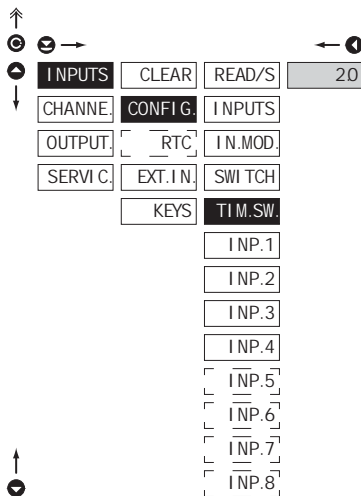 INPUTS CLEAR READ/S 20
CHANNE. CONFIG. INPUTS
OUTPUT. RTC IN.MOD.
SERVIC. EXT.IN. SWITCH
KEYS TIM.SW.
INP.1
INP.2
INP.3
INP.4
INP.5
INP.6
INP.7
INP.8